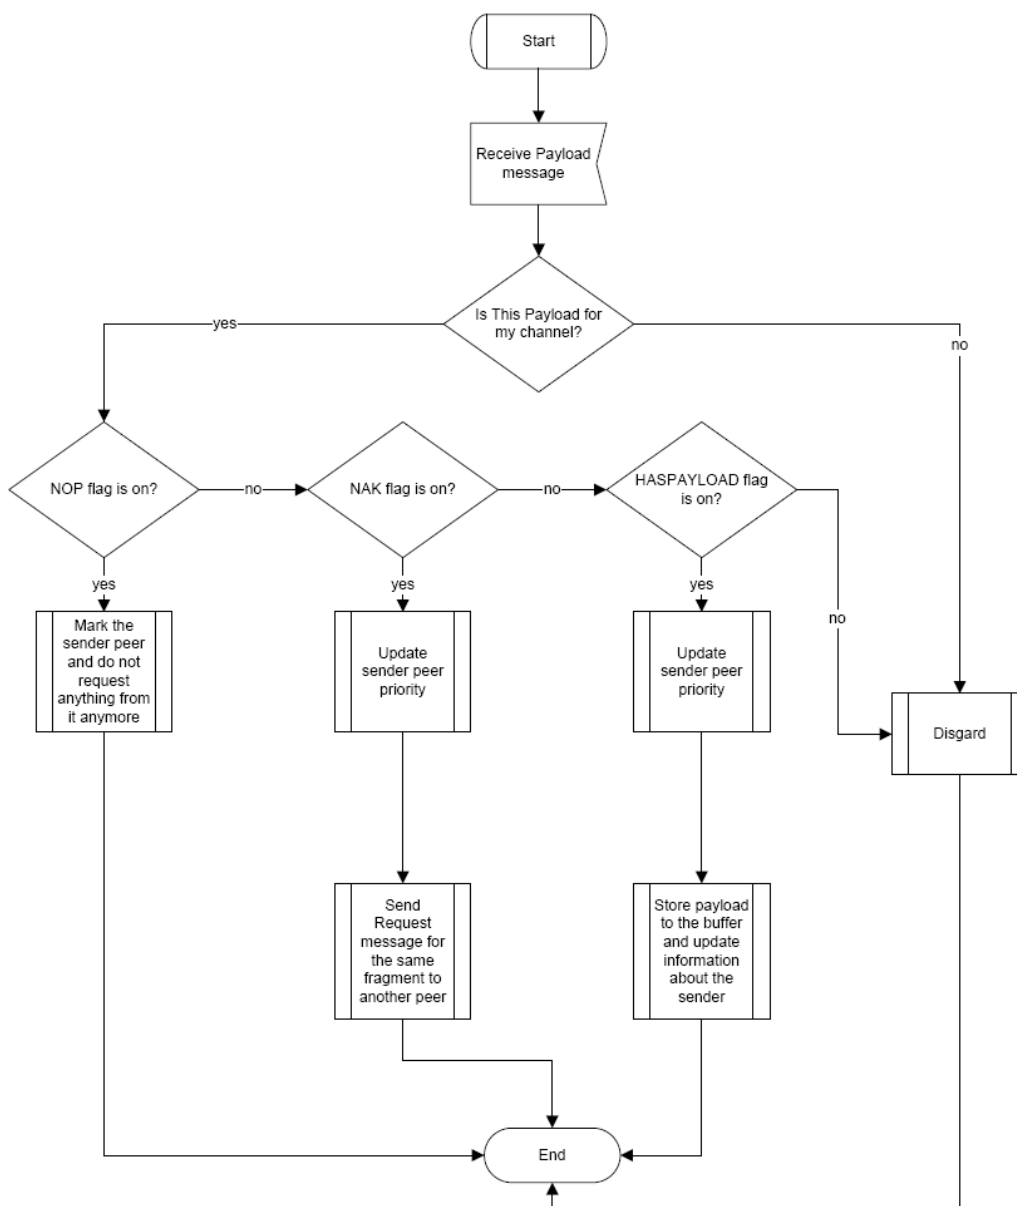 Start
Receive Payload
message
Is This Payload for
my channel?
yes
no
NOP flag is on?
no
NAK flag is on?
no
HASPAYLOAD flag
is on?
yes
yes
yes
no
Mark the
sender peer
and do not
request
anything from
it anymore
Update
sender peer
priority
Update
sender peer
priority
Disgard
Send
Request
message for
the same
fragment to
another peer
Store payload
to the buffer
and update
information
about the
sender
End